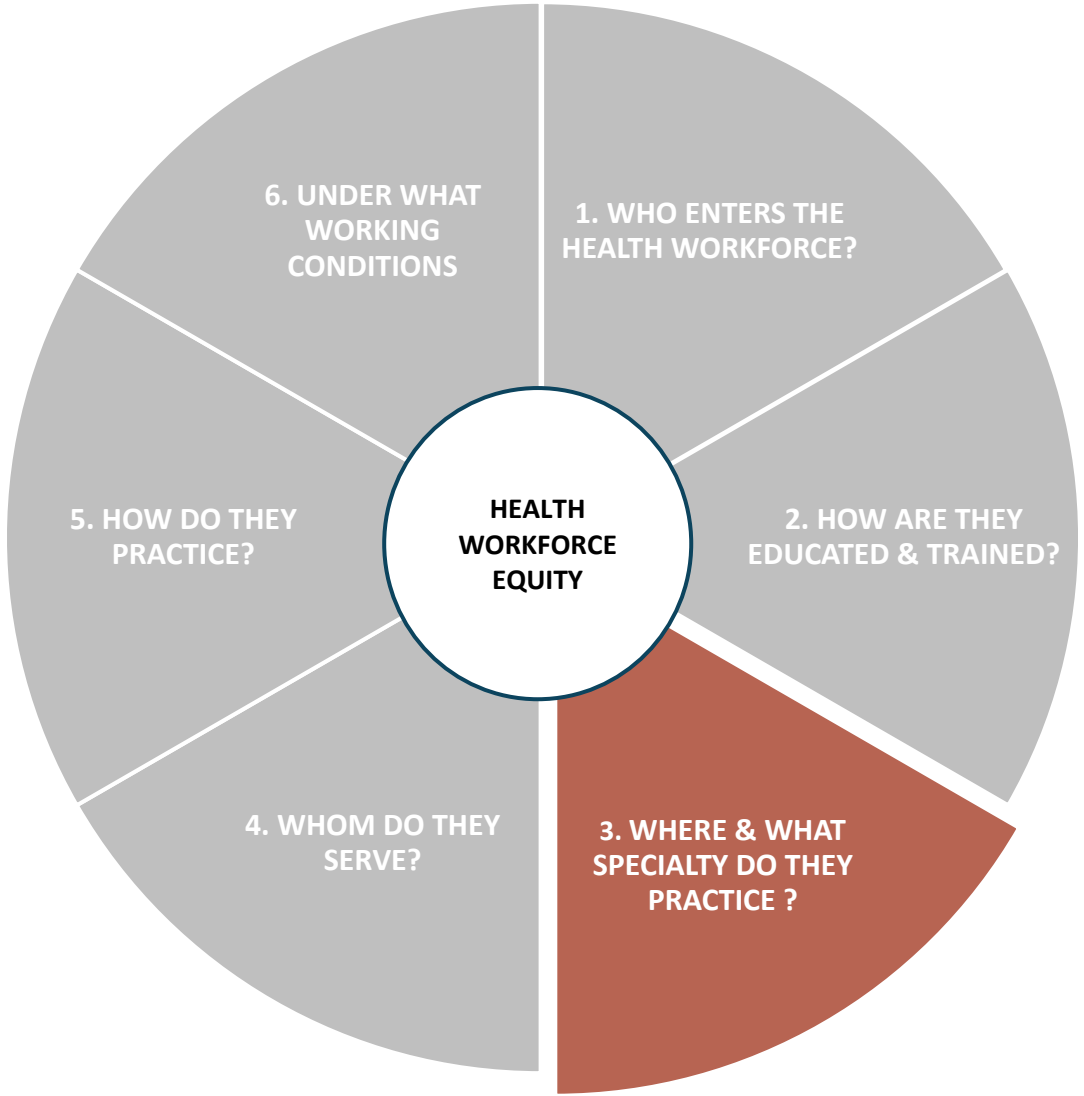 HEALTH
WORKFORCE
EQUITY
1. WHO ENTERS THE
HEALTH WORKFORCE?
2. HOW ARE THEY
EDUCATED & TRAINED?
3. WHERE & WHAT
SPECIALTY DO THEY
PRACTICE ?
4. WHOM DO THEY
SERVE?
5. HOW DO THEY
PRACTICE?
6. UNDER WHAT
WORKING
CONDITIONS